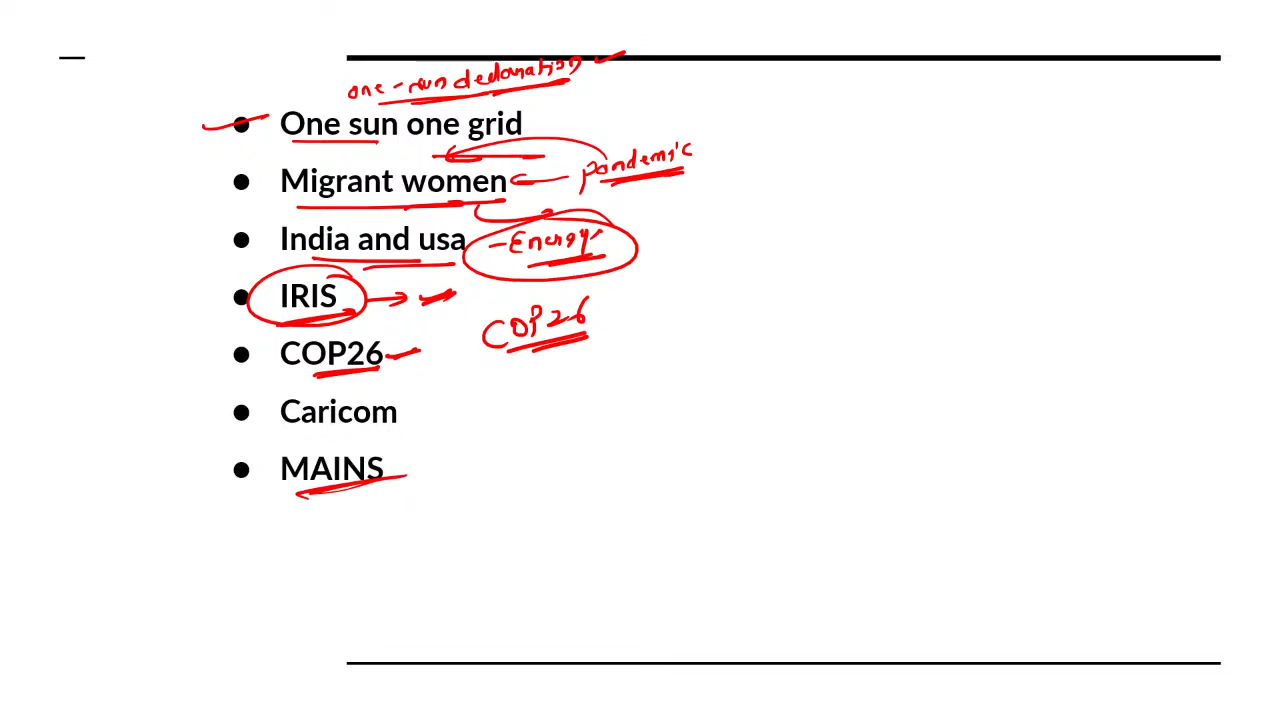 one-sun declaration
● One sun one grid
● Migrant women
pandemic
● India and usa
-Energy
● IRIS
COP26
● COP26
● Caricom
● MAINS